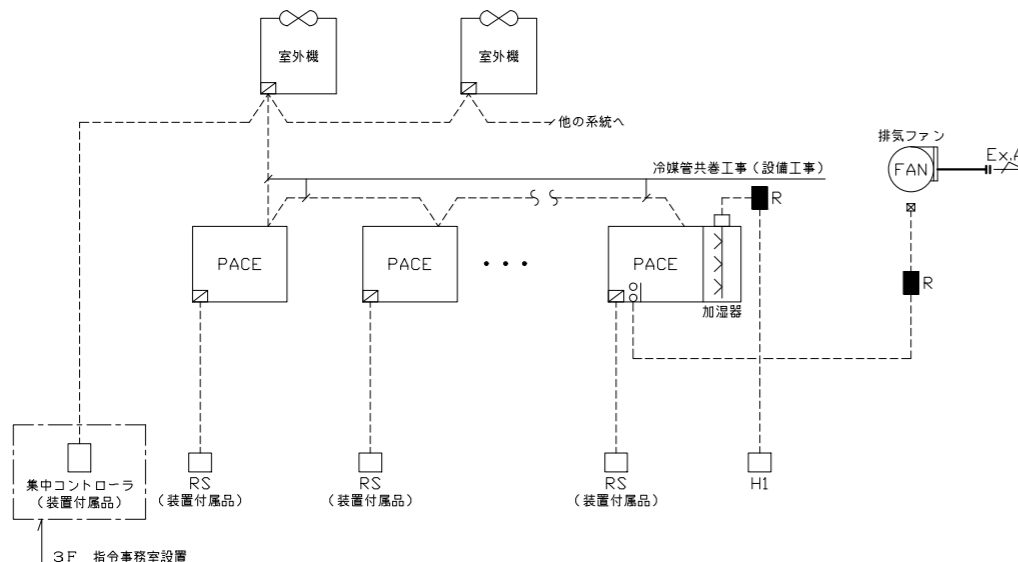 室外機
室外機
他の系統へ
排気ファン
FAN
Ex.A
冷媒管共巻工事(設備工事)
R
PACE
PACE
・・・
PACE
加湿器
R
集中コントローラ
(装置付属品)
RS
(装置付属品)
RS
(装置付属品)
RS
(装置付属品)
H1
3F 指令事務室設置